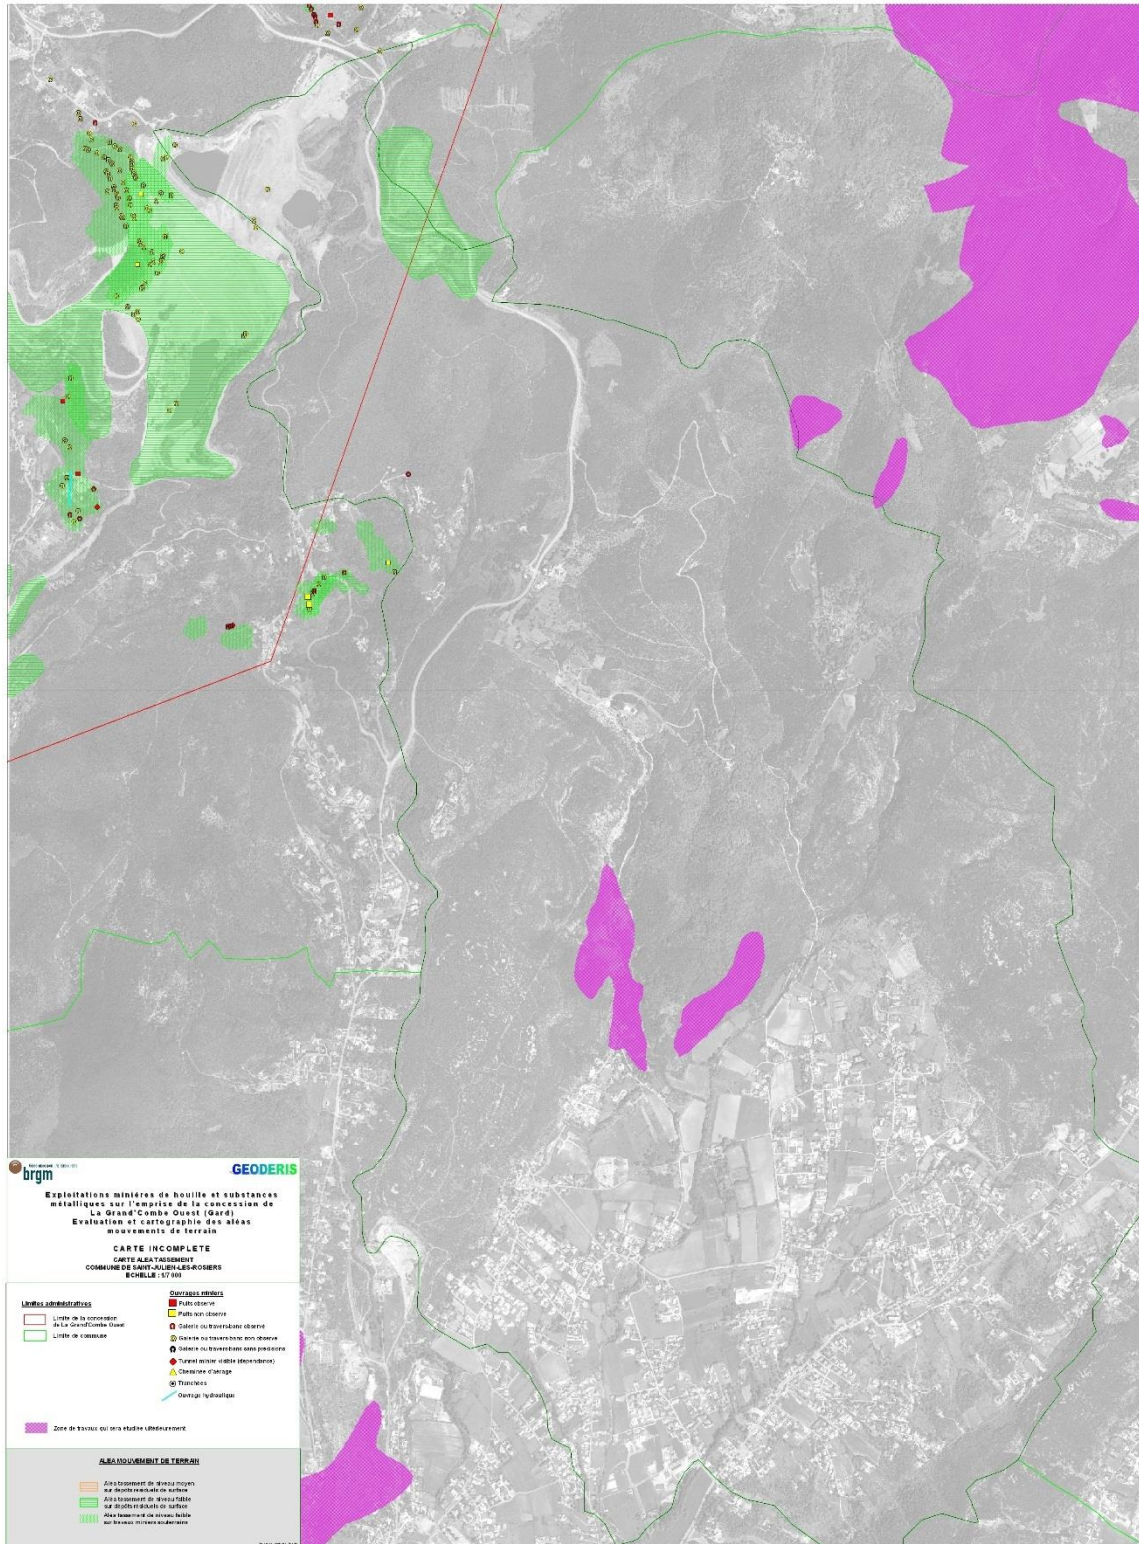 brgm
GEODERIS
Exploitations minières de houille et substances
métalliques sur l'emprise de la concession de
La Grand'Combe Ouest (Gard)
Evaluation et cartographie des aléas
mouvements de terrain
CARTE INCOMPLETE
CARTE ALEA TASSEMENT
COMMUNE DE SAINT-JULIEN-LES-ROSIERS
ECHELLE : 1/7 000
Limites administratives
Limite de la concession
de La Grand'Combe Ouest
Limite de commune
Ouvrages miniers
Puits observé
Puits non observé
Galerie ou travers-banc observé
Galerie ou travers-banc non observé
Galerie ou travers-banc sans précisions
Tunnel minier visible (dépendance)
Cheminée d'aérage
Tranchées
Ouvrage hydraulique
Zone de travaux qui sera étudiée ultérieurement
ALEA MOUVEMENT DE TERRAIN
Aléa tassement de niveau moyen
sur dépôts résiduels de surface
Aléa tassement de niveau faible
sur dépôts résiduels de surface
Aléa tassement de niveau faible
sur travaux miniers souterrains